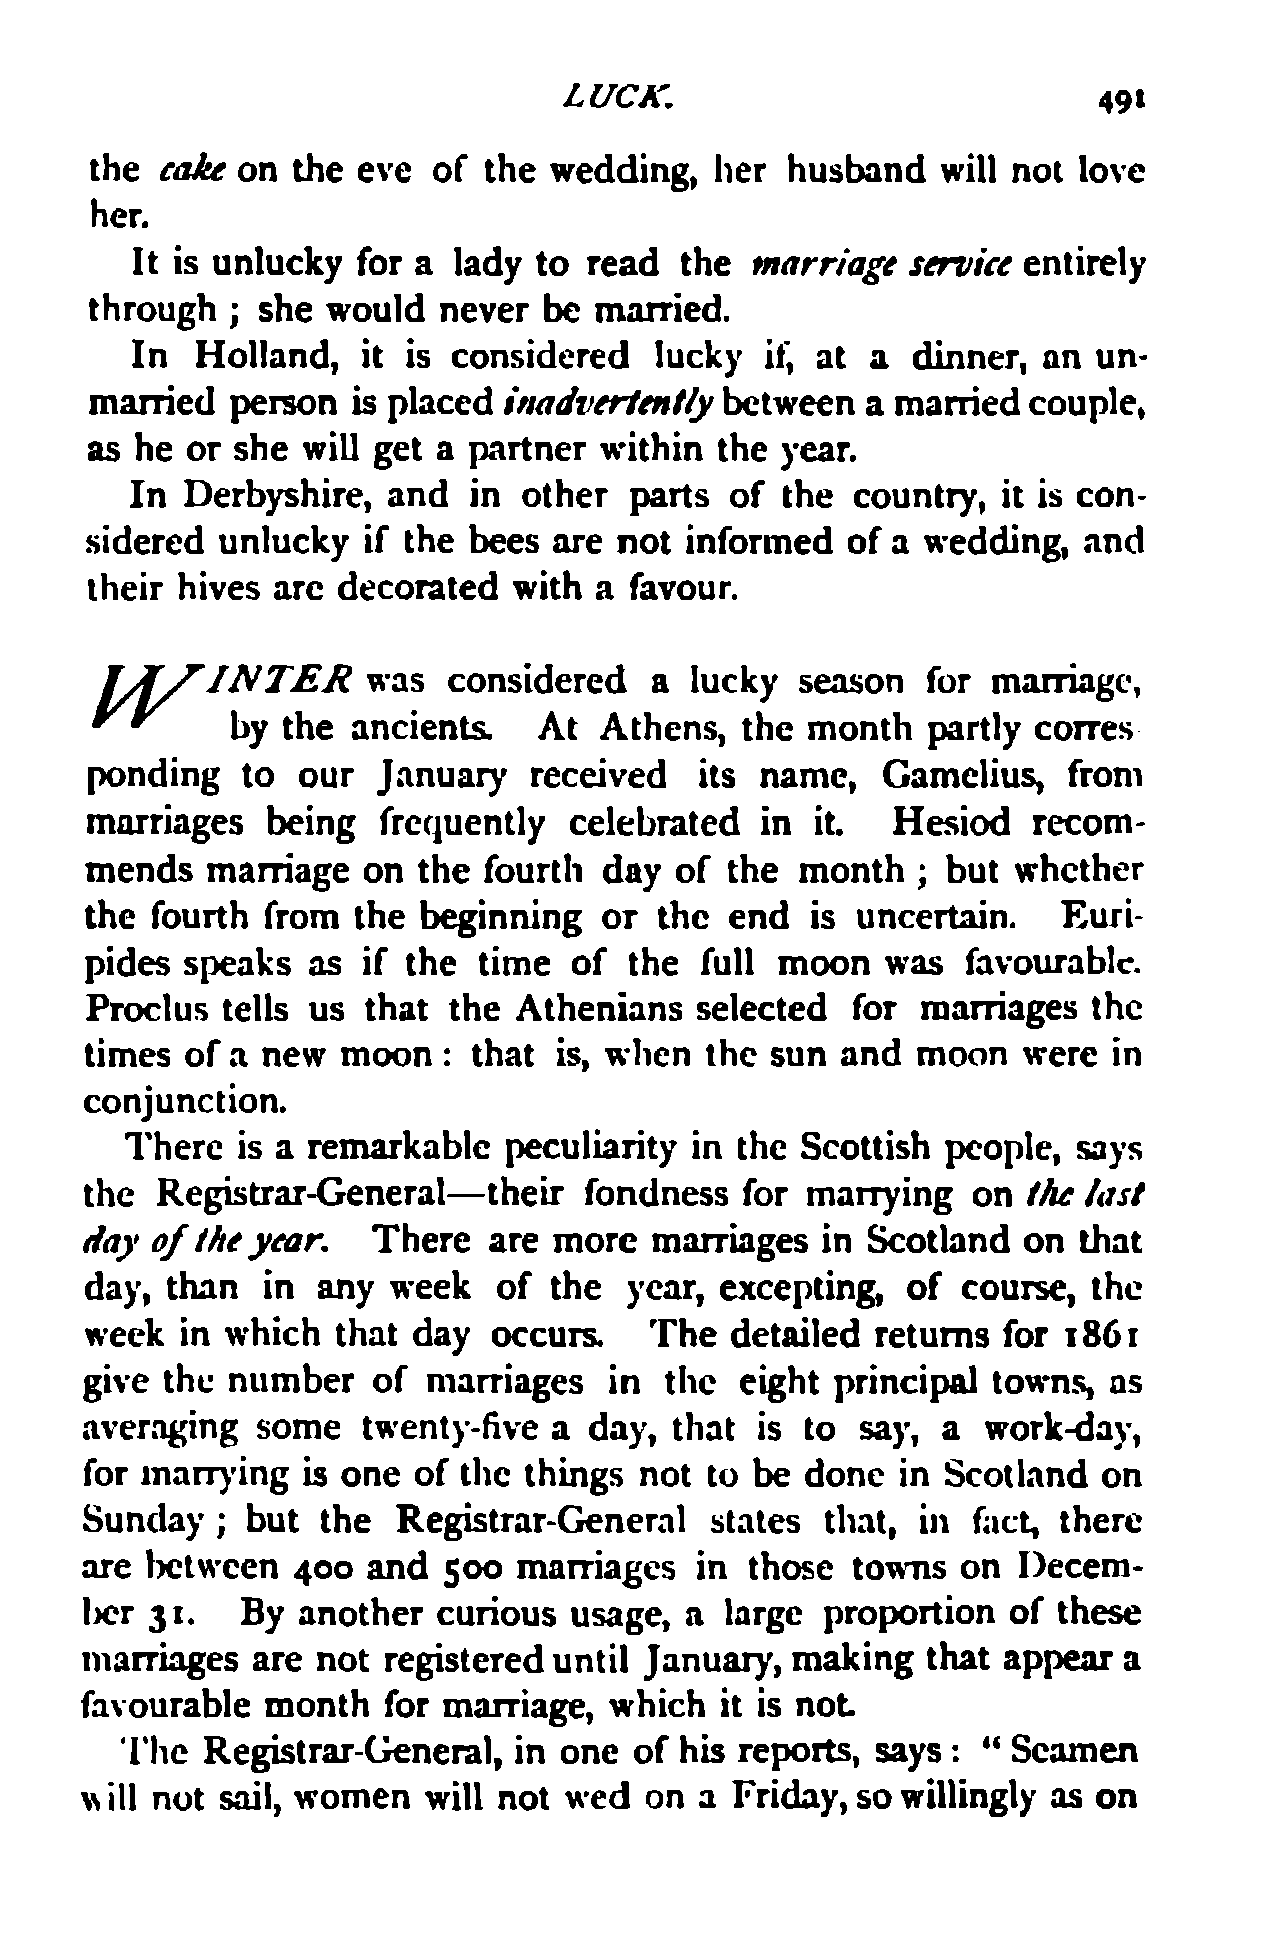 LUCK. 491
the cake on the eve of the wedding, her husband will not love
her.
It is unlucky for a lady to read the marriage service entirely
through ; she would never be married.
In Holland, it is considered lucky if, at a dinner, an un-
married person is placed inadvertently between a married couple,
as he or she will get a partner within the year.
In Derbyshire, and in other parts of the country, it is con-
sidered unlucky if the bees are not informed of a wedding, and
their hives are decorated with a favour.
WINTER was considered a lucky season for marriage,
by the ancients. At Athens, the month partly corres-
ponding to our January received its name, Gamelius, from
marriages being frequently celebrated in it. Hesiod recom-
mends marriage on the fourth day of the month ; but whether
the fourth from the beginning or the end is uncertain. Euri-
pides speaks as if the time of the full moon was favourable.
Proclus tells us that the Athenians selected for marriages the
times of a new moon : that is, when the sun and moon were in
conjunction.
There is a remarkable peculiarity in the Scottish people, says
the Registrar-General—their fondness for marrying on the last
day of the year. There are more marriages in Scotland on that
day, than in any week of the year, excepting, of course, the
week in which that day occurs. The detailed returns for 1861
give the number of marriages in the eight principal towns, as
averaging some twenty-five a day, that is to say, a work-day,
for marrying is one of the things not to be done in Scotland on
Sunday ; but the Registrar-General states that, in fact, there
are between 400 and 500 marriages in those towns on Decem-
ber 31. By another curious usage, a large proportion of these
marriages are not registered until January, making that appear a
favourable month for marriage, which it is not.
The Registrar-General, in one of his reports, says : “ Seamen
will not sail, women will not wed on a Friday, so willingly as on